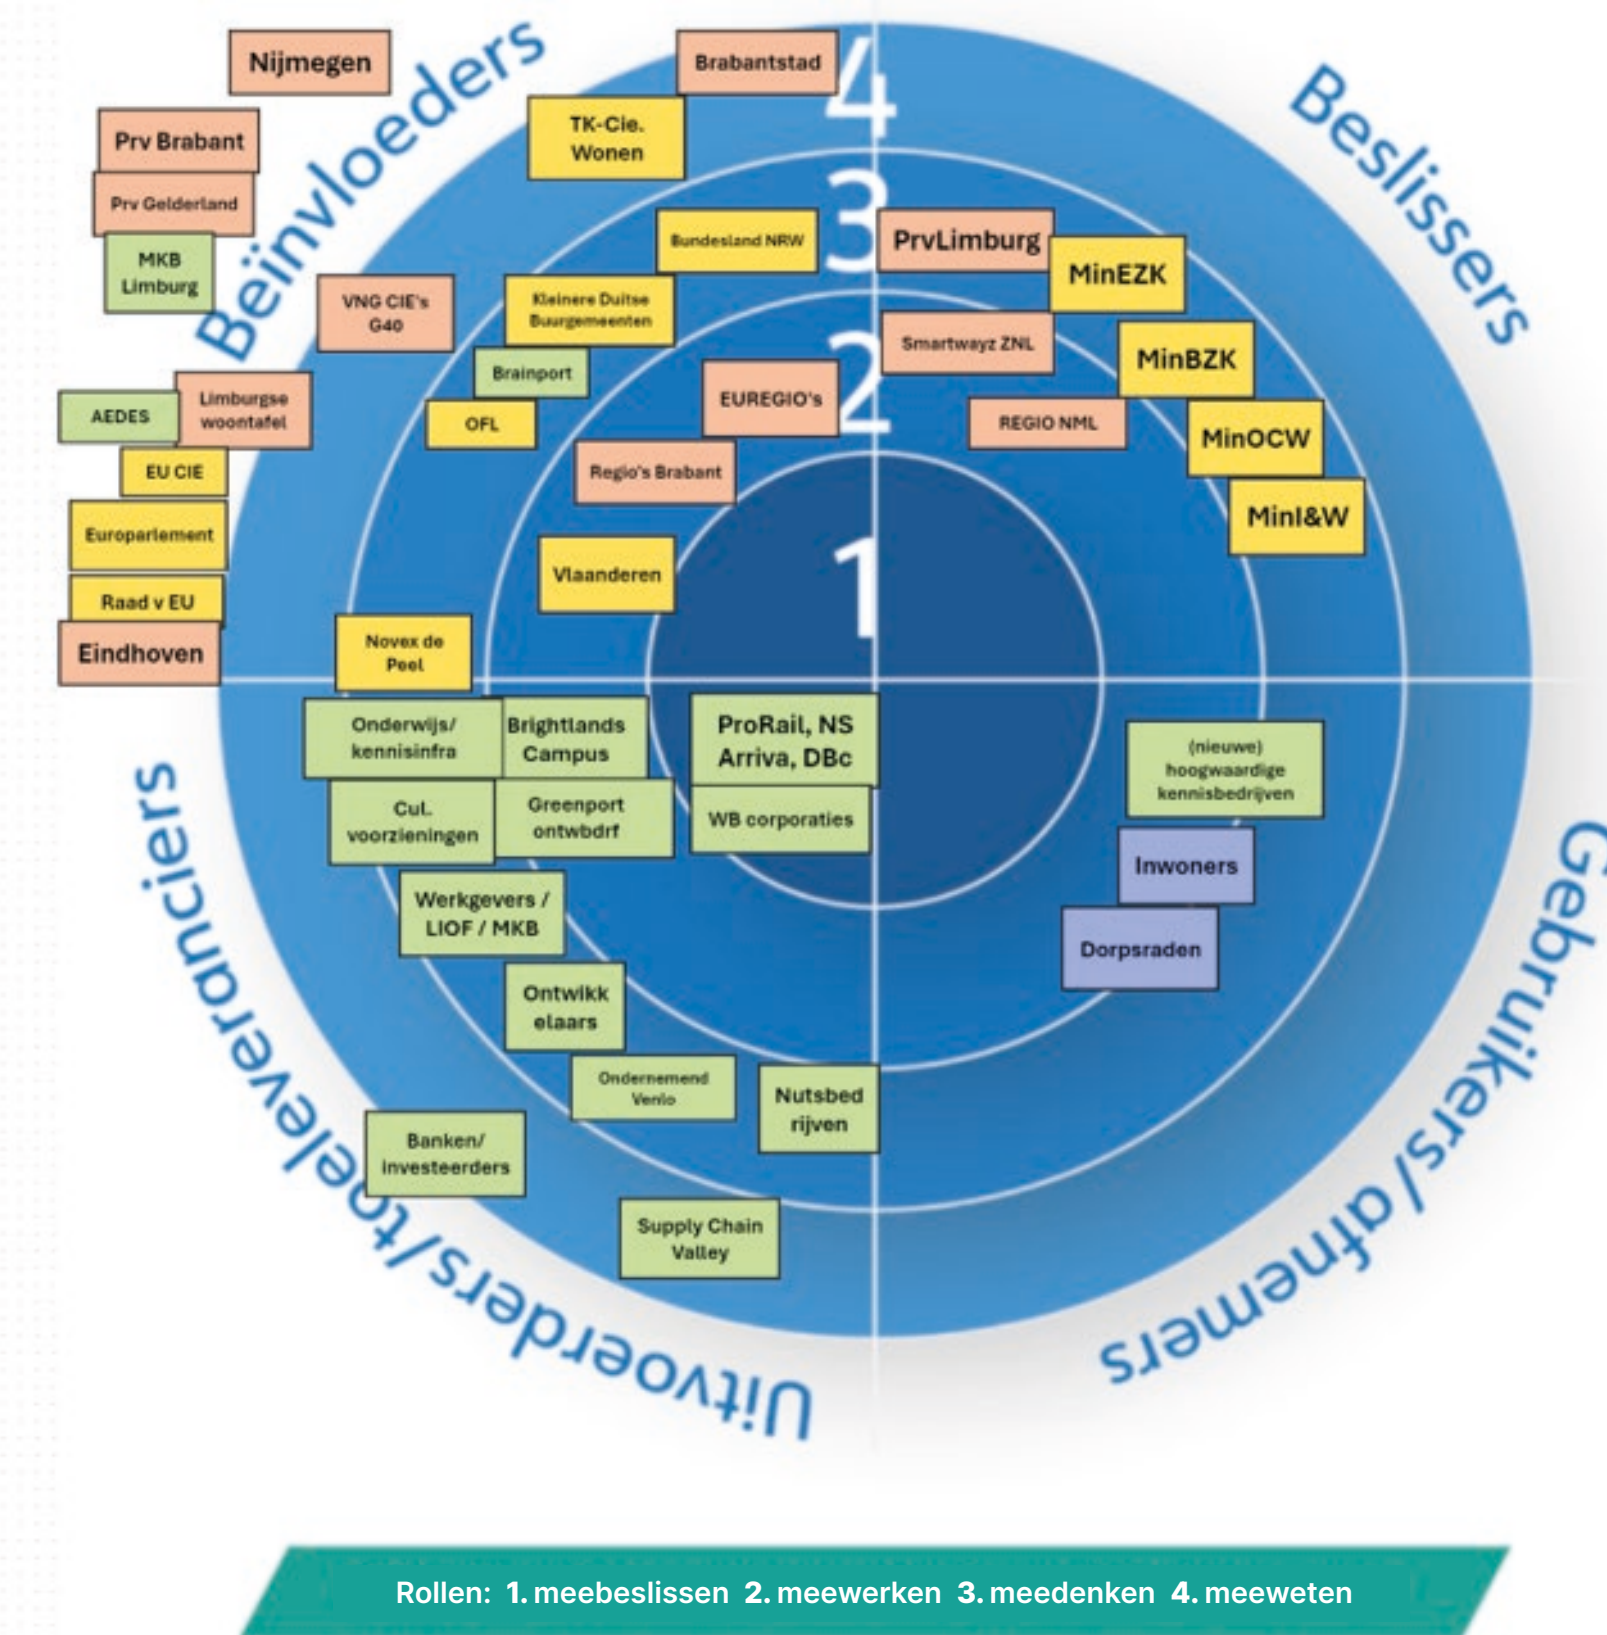 Beïnvloeders
Beslissers
Nijmegen
Brabantstad
4
TK-Cie.
Wonen
Prv Brabant
Prv Gelderland
MKB
Limburg
3
Bundesland NRW
PrvLimburg
MinEZK
VNG CIE's
G40
Kleinere Duitse
Buurgemeenten
Smartwayz ZNL
MinBZK
2
Brainport
EUREGIO's
AEDES
Limburgse
woontafel
OFL
REGIO NML
MinOCW
EU CIE
Regio's Brabant
MinI&W
Europarlement
1
Vlaanderen
Raad v EU
Eindhoven
Novex de
Peel
Onderwijs/
kennisinfra
Brightlands
Campus
ProRail, NS
Arriva, DBc
(nieuwe)
hoogwaardige
kennisbedrijven
Cul.
voorzieningen
Greenport
ontwbdrf
WB corporaties
Inwoners
Werkgevers /
LIOF / MKB
Dorpsraden
Ontwikk
elaars
Ondernemend
Venlo
Nutsbed
rijven
Banken/
investeerders
Supply Chain
Valley
Uitvoerders/toeleveranciers
Gebruikers/afnemers
Rollen: 1. meebeslissen 2. meewerken 3. meedenken 4. meeweten